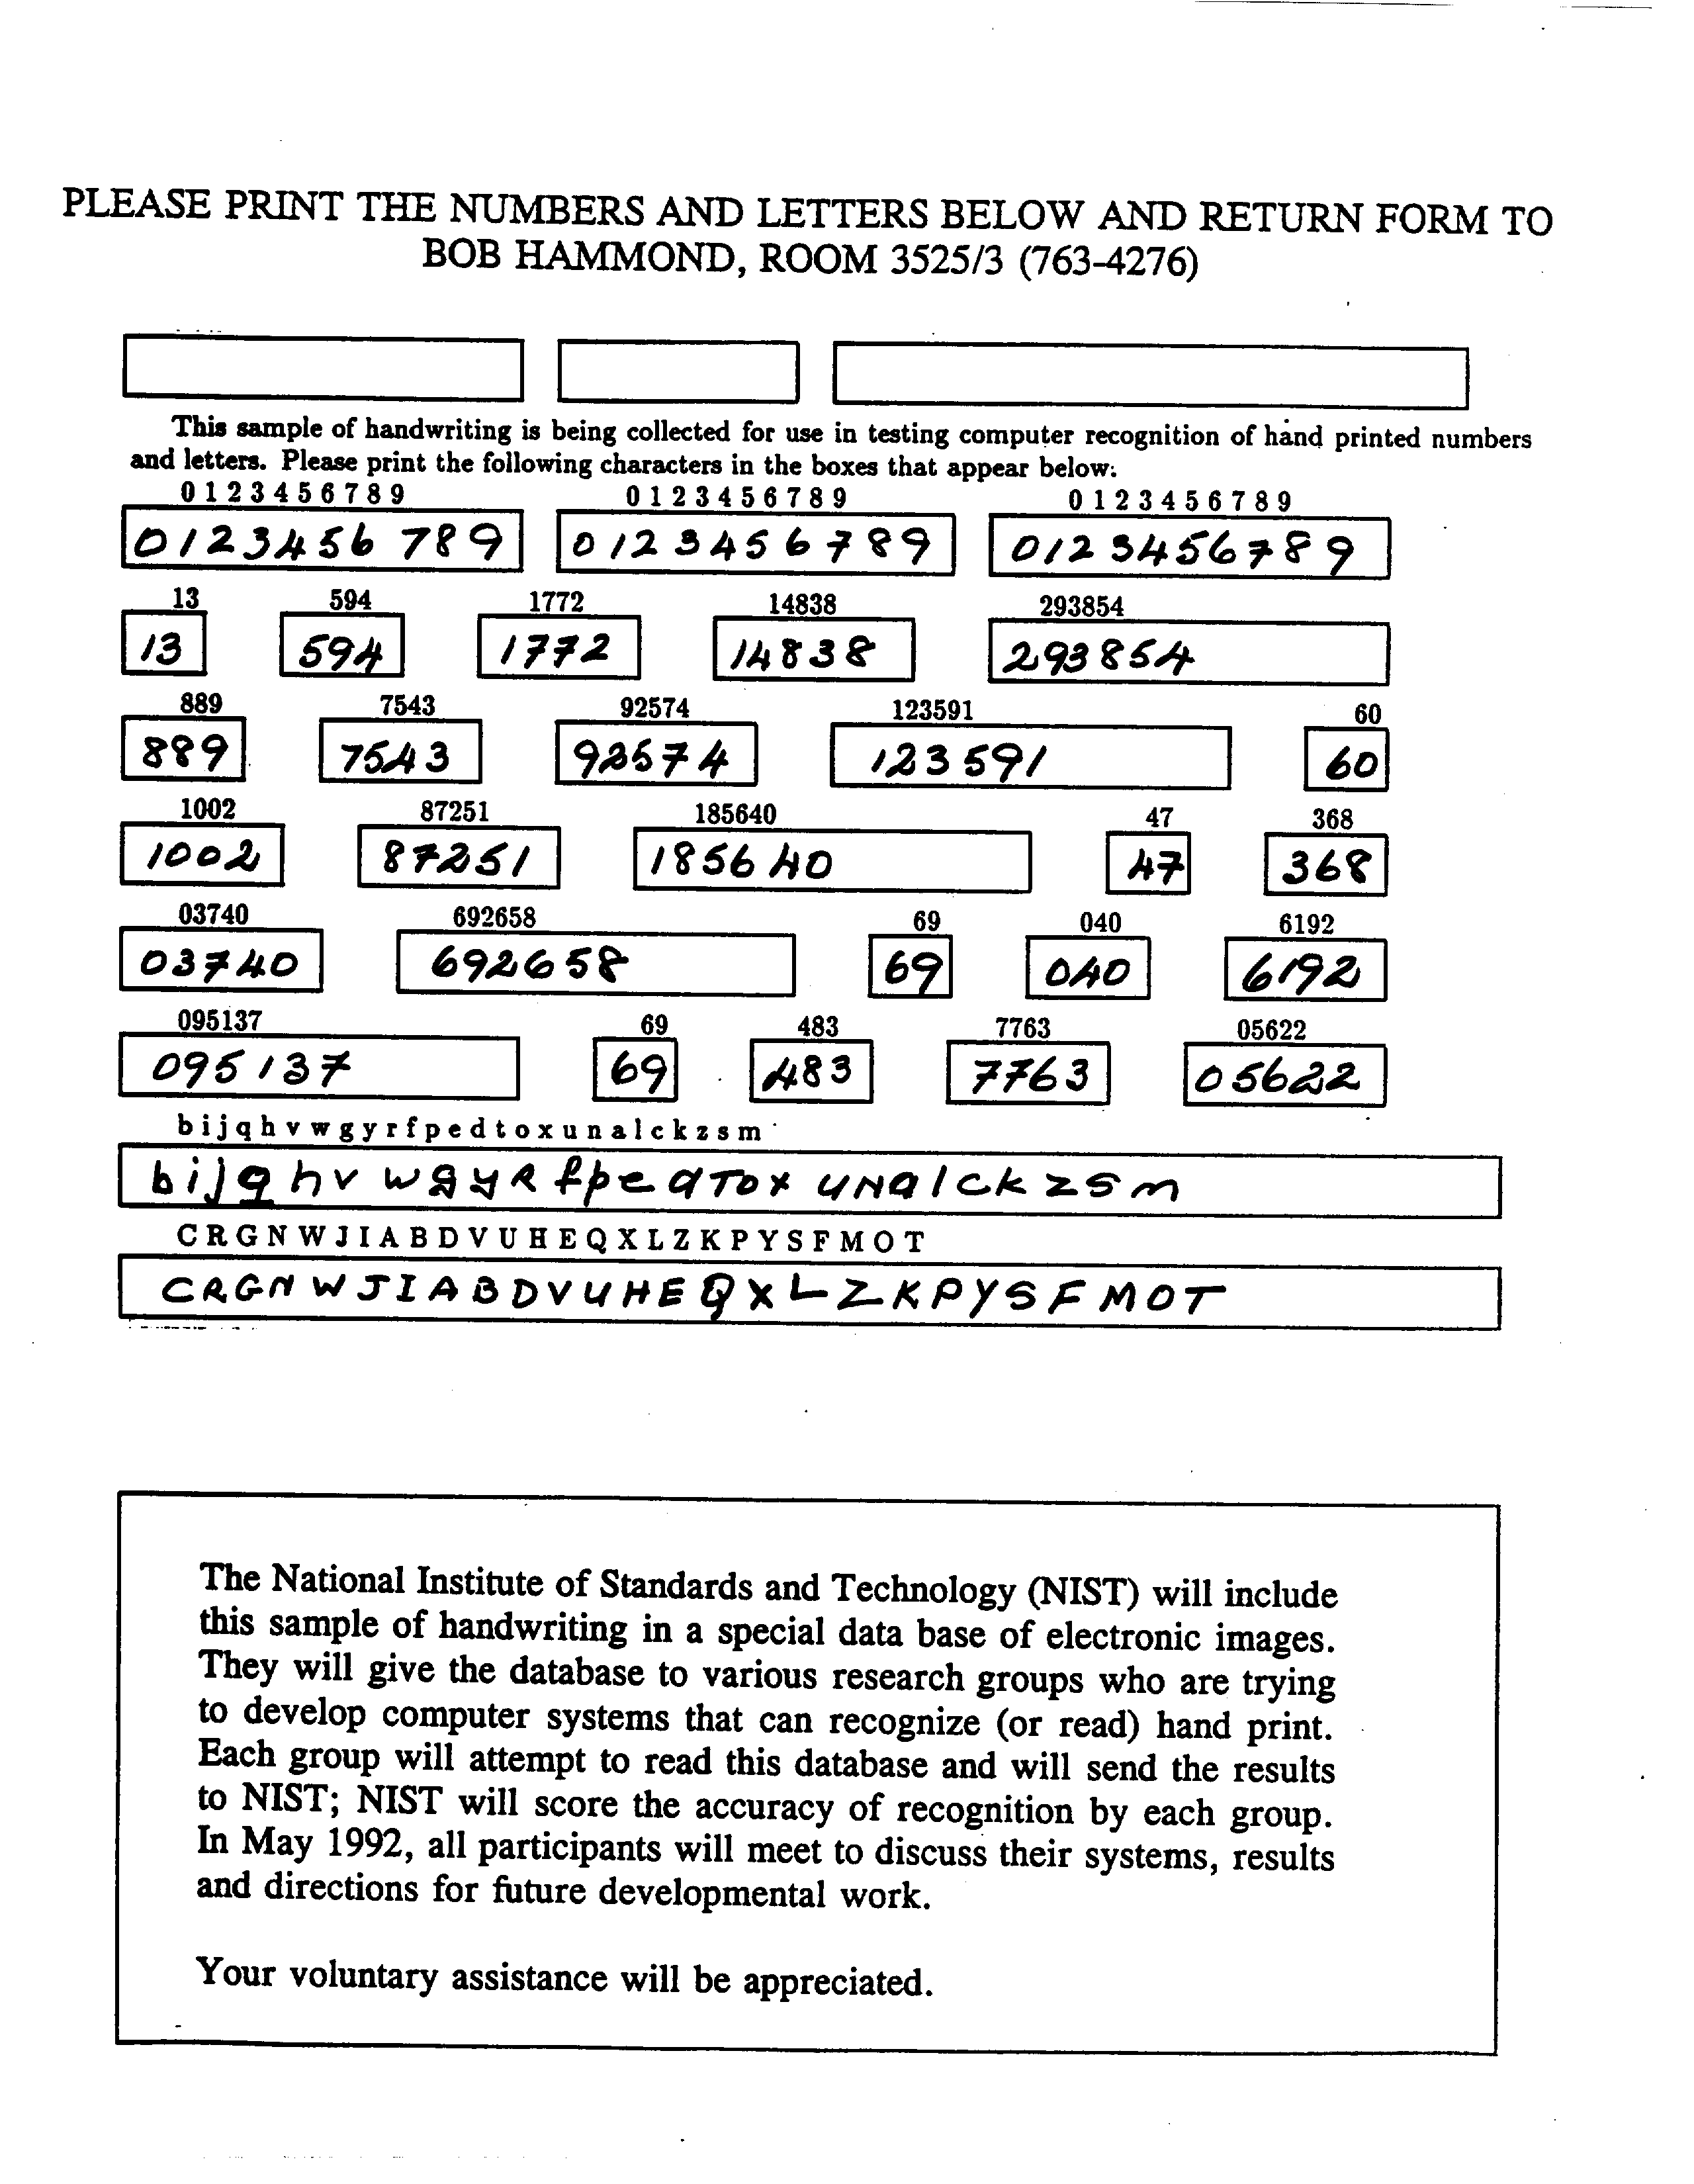 PLEASE PRINT THE NUMBERS AND LETTERS BELOW AND RETURN FORM TO
BOB HAMMOND, ROOM 3525/3 (763-4276)
This sample of handwriting is being collected for use in testing computer recognition of hand printed numbers
and letters. Please print the following characters in the boxes that appear below.
0 1 2 3 4 5 6 7 8 9 0 1 2 3 4 5 6 7 8 9 0 1 2 3 4 5 6 7 8 9
0123456 789 0123456789 0123456789
13 594 1772 14838 293854
13 594 1772 14838 293854
889 7543 92574 123591 60
889 7543 92574 123591 60
1002 87251 185640 47 368
1002 87251 185640 47 368
03740 692658 69 040 6192
03740 692658 69 040 6192
095137 69 483 7763 05622
095137 69 483 7763 05622
b i j q h v w g y r f p e d t o x u n a l c k z s m
b i j q h v w g y R f p e d T o x u N a l c k z s m
C R G N W J I A B D V U H E Q X L Z K P Y S F M O T
C R G N W J I A B D V U H E Q X L Z K P Y S F M O T
The National Institute of Standards and Technology (NIST) will include
this sample of handwriting in a special data base of electronic images.
They will give the database to various research groups who are trying
to develop computer systems that can recognize (or read) hand print.
Each group will attempt to read this database and will send the results
to NIST; NIST will score the accuracy of recognition by each group.
In May 1992, all participants will meet to discuss their systems, results
and directions for future developmental work.
Your voluntary assistance will be appreciated.